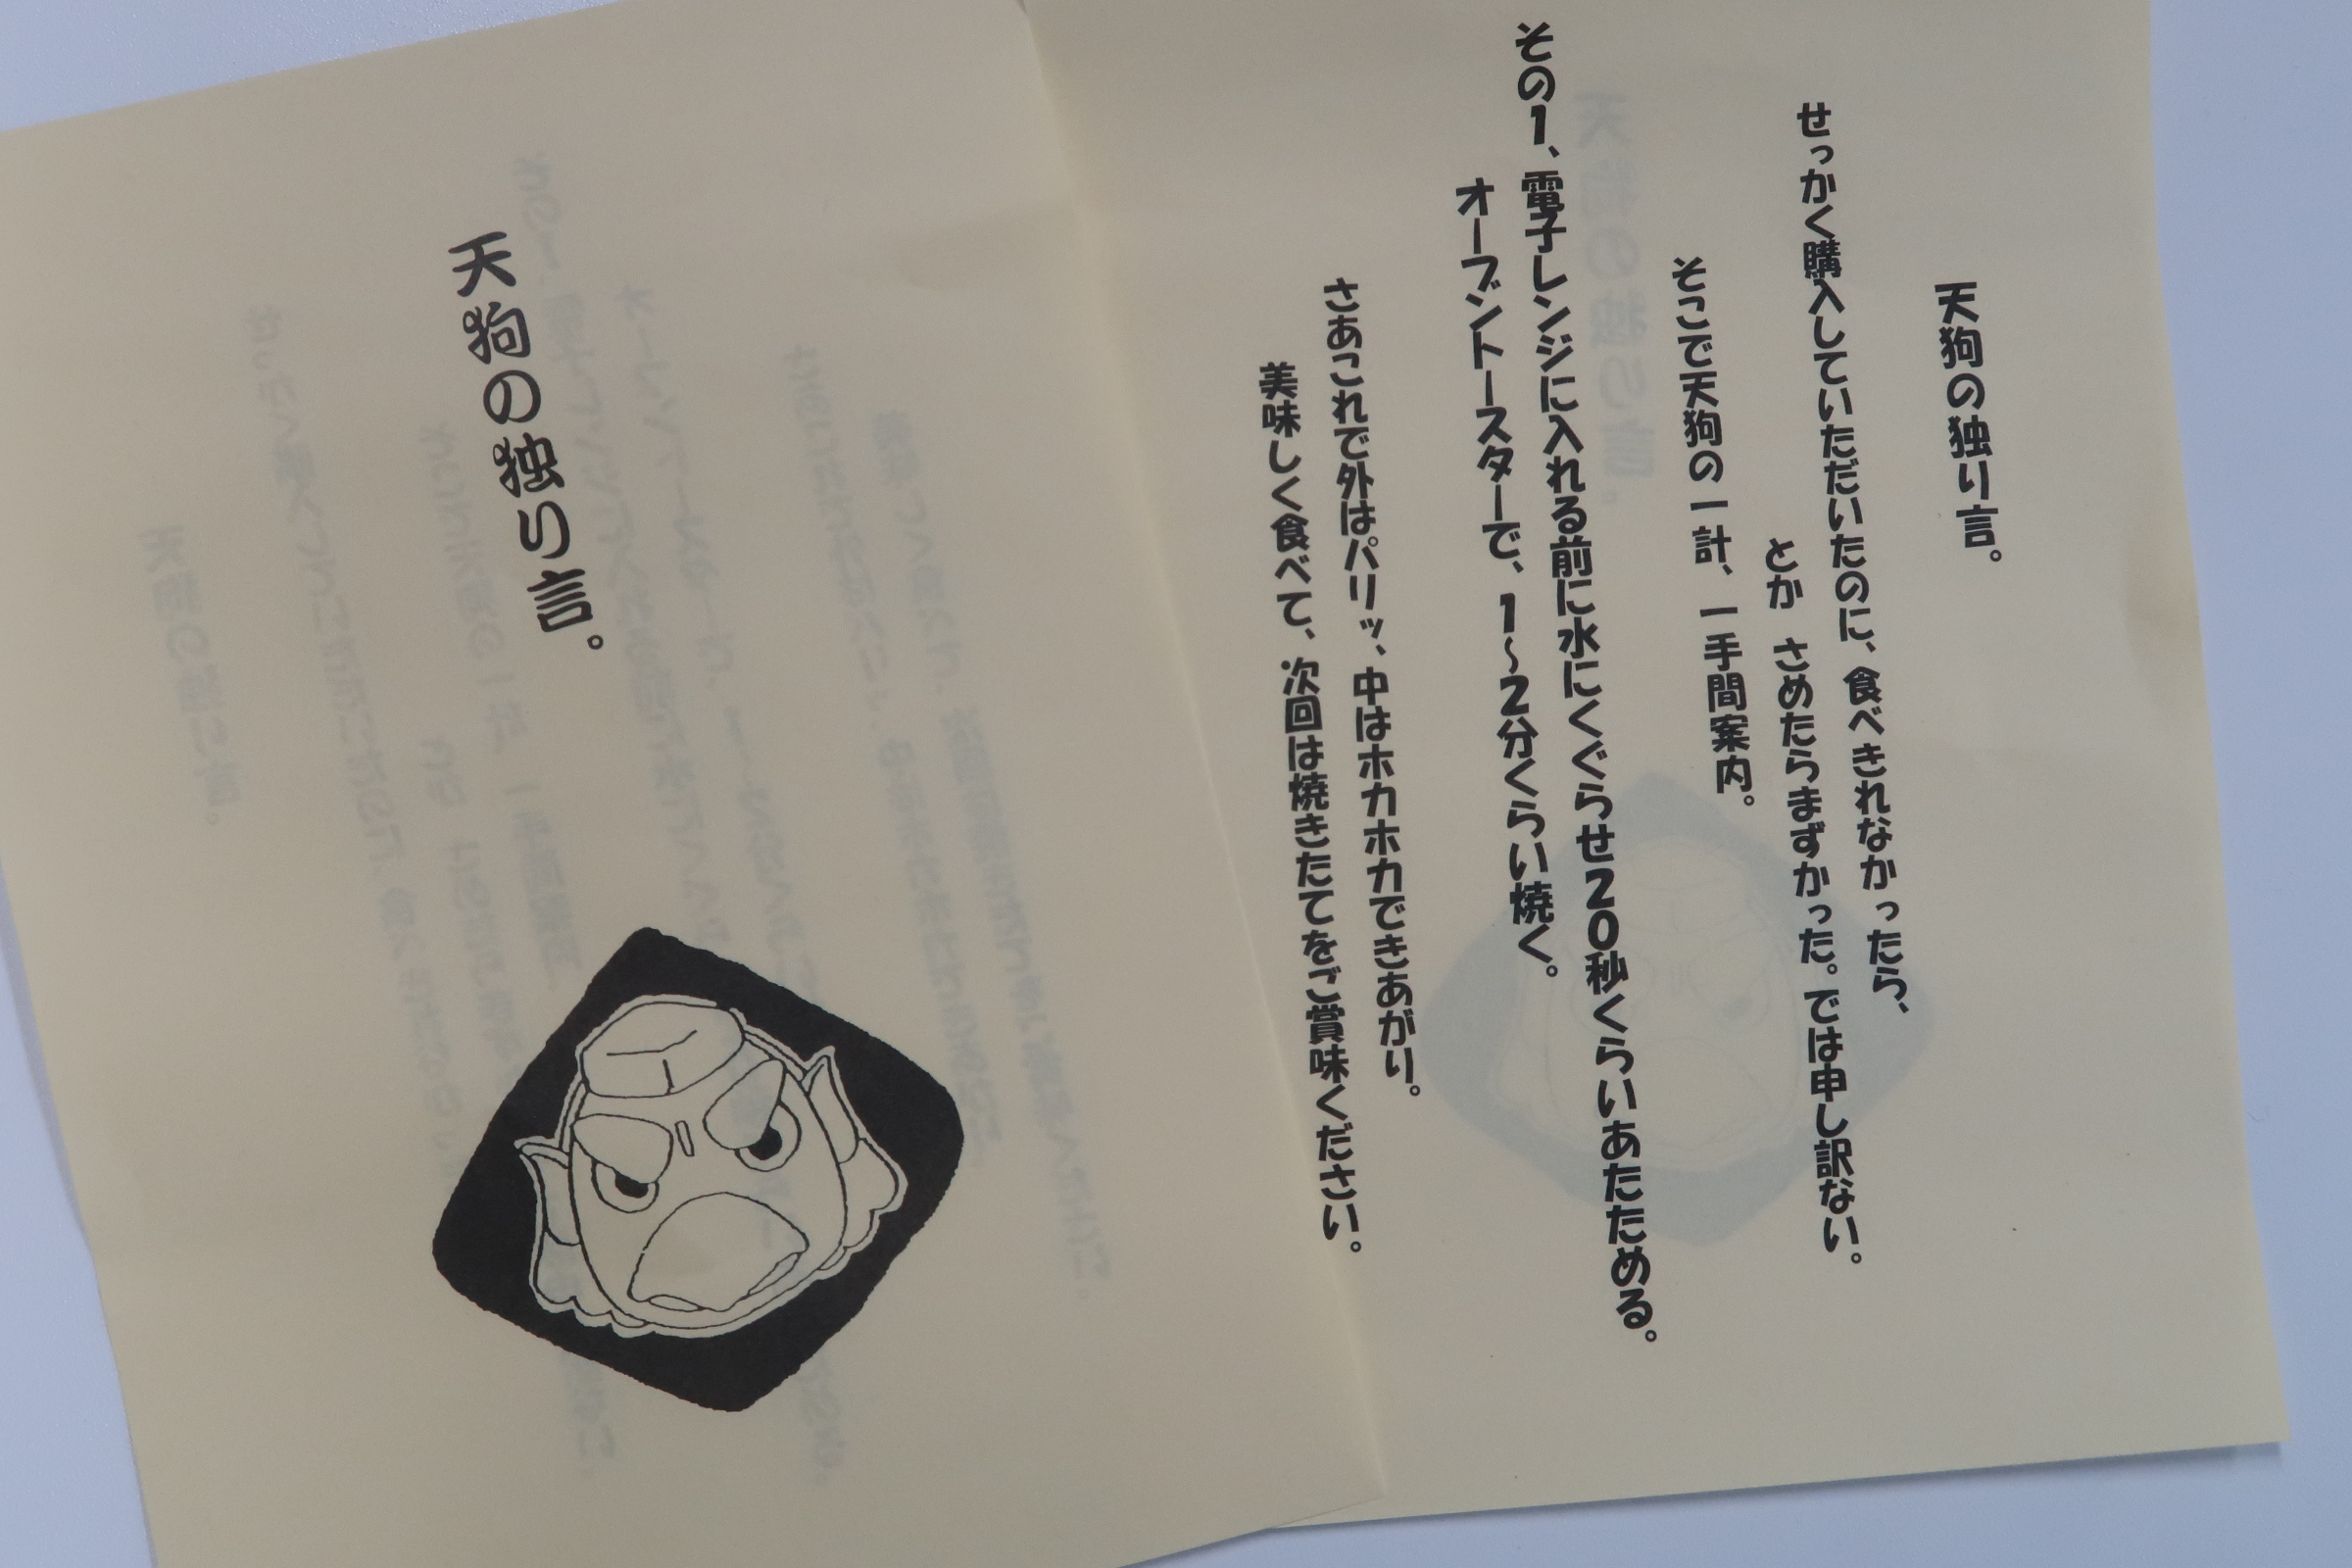 天狗の独り言。
せっかく購入していただいたのに、食べきれなかったら、
とか さめたらまずかった。では申し訳ない。
そこで天狗の一計、一手間案内。
その1、電子レンジに入れる前に水にくぐらせ20秒くらいあたためる。
オーブントースターで、1〜2分くらい焼く。
さあこれで外はパリッ、中はホカホカできあがり。
美味しく食べて、次回は焼きたてをご賞味ください。
天狗の独り言。